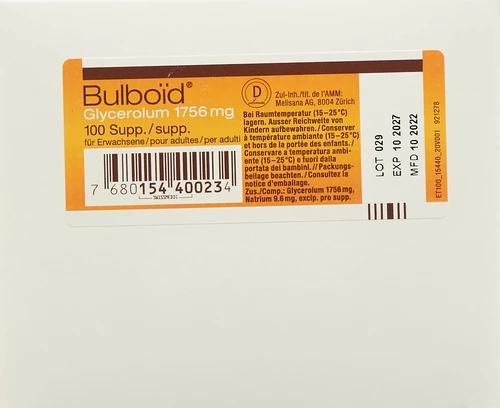 Bulboïd®
Glycerolum 1756 mg
100 Supp./supp.
für Erwachsene/pour adultes/per adulti
7 680154 400234
SWISSMEDIC
D
Zul-Inh./tit. de l'AMM:
Melisana AG, 8004 Zürich
Bei Raumtemperatur (15–25°C)
lagern. Ausser Reichweite von
Kindern aufbewahren./Conserver
à température ambiante (15–25°C)
et hors de la portée des enfants./
Conservare a temperatura ambi-
ente (15–25°C) e fuori dalla
portata dei bambini.//Packungs-
beilage beachten./Consultez la
notice d'emballage.
Zus./Comp.: Glycerolum 1756 mg,
Natrium 9.6 mg, excip. pro supp.
LOT 029
EXP 10 2027
MFD 10 2022
ET100_15440_20V001 921278